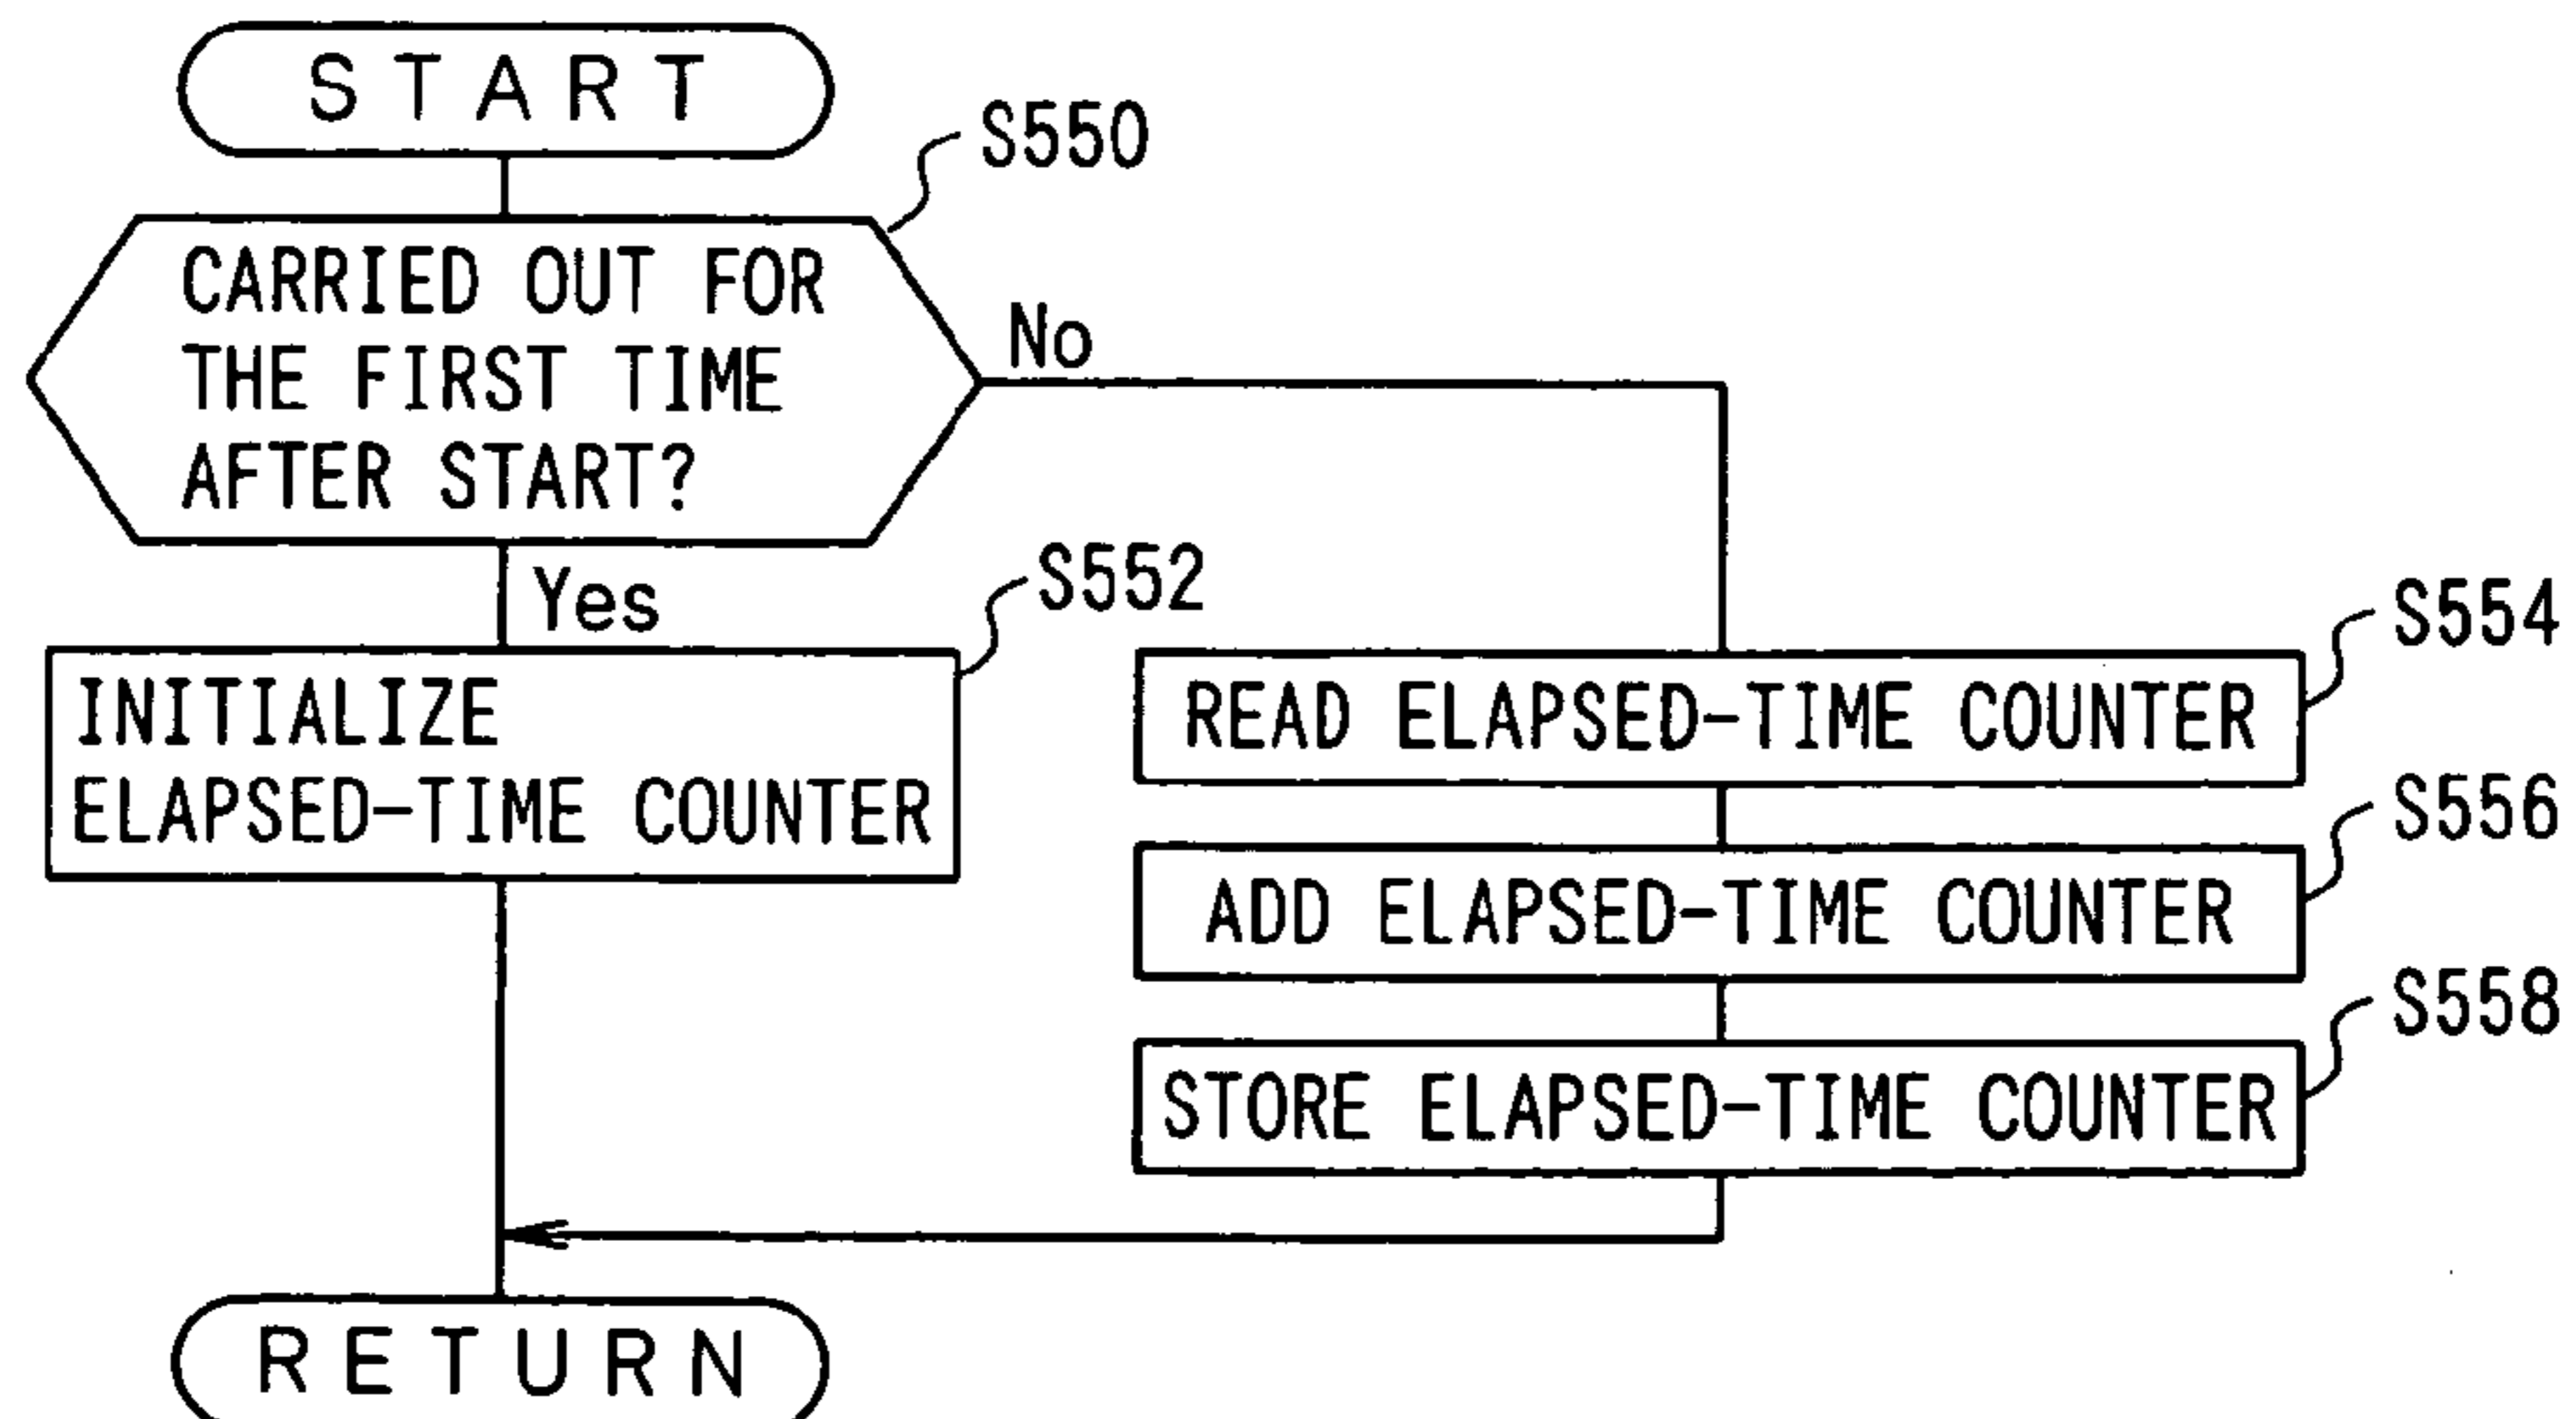 START
S550
CARRIED OUT FOR
THE FIRST TIME
AFTER START?
No
Yes
S552
INITIALIZE
ELAPSED-TIME COUNTER
S554
READ ELAPSED-TIME COUNTER
S556
ADD ELAPSED-TIME COUNTER
S558
STORE ELAPSED-TIME COUNTER
RETURN